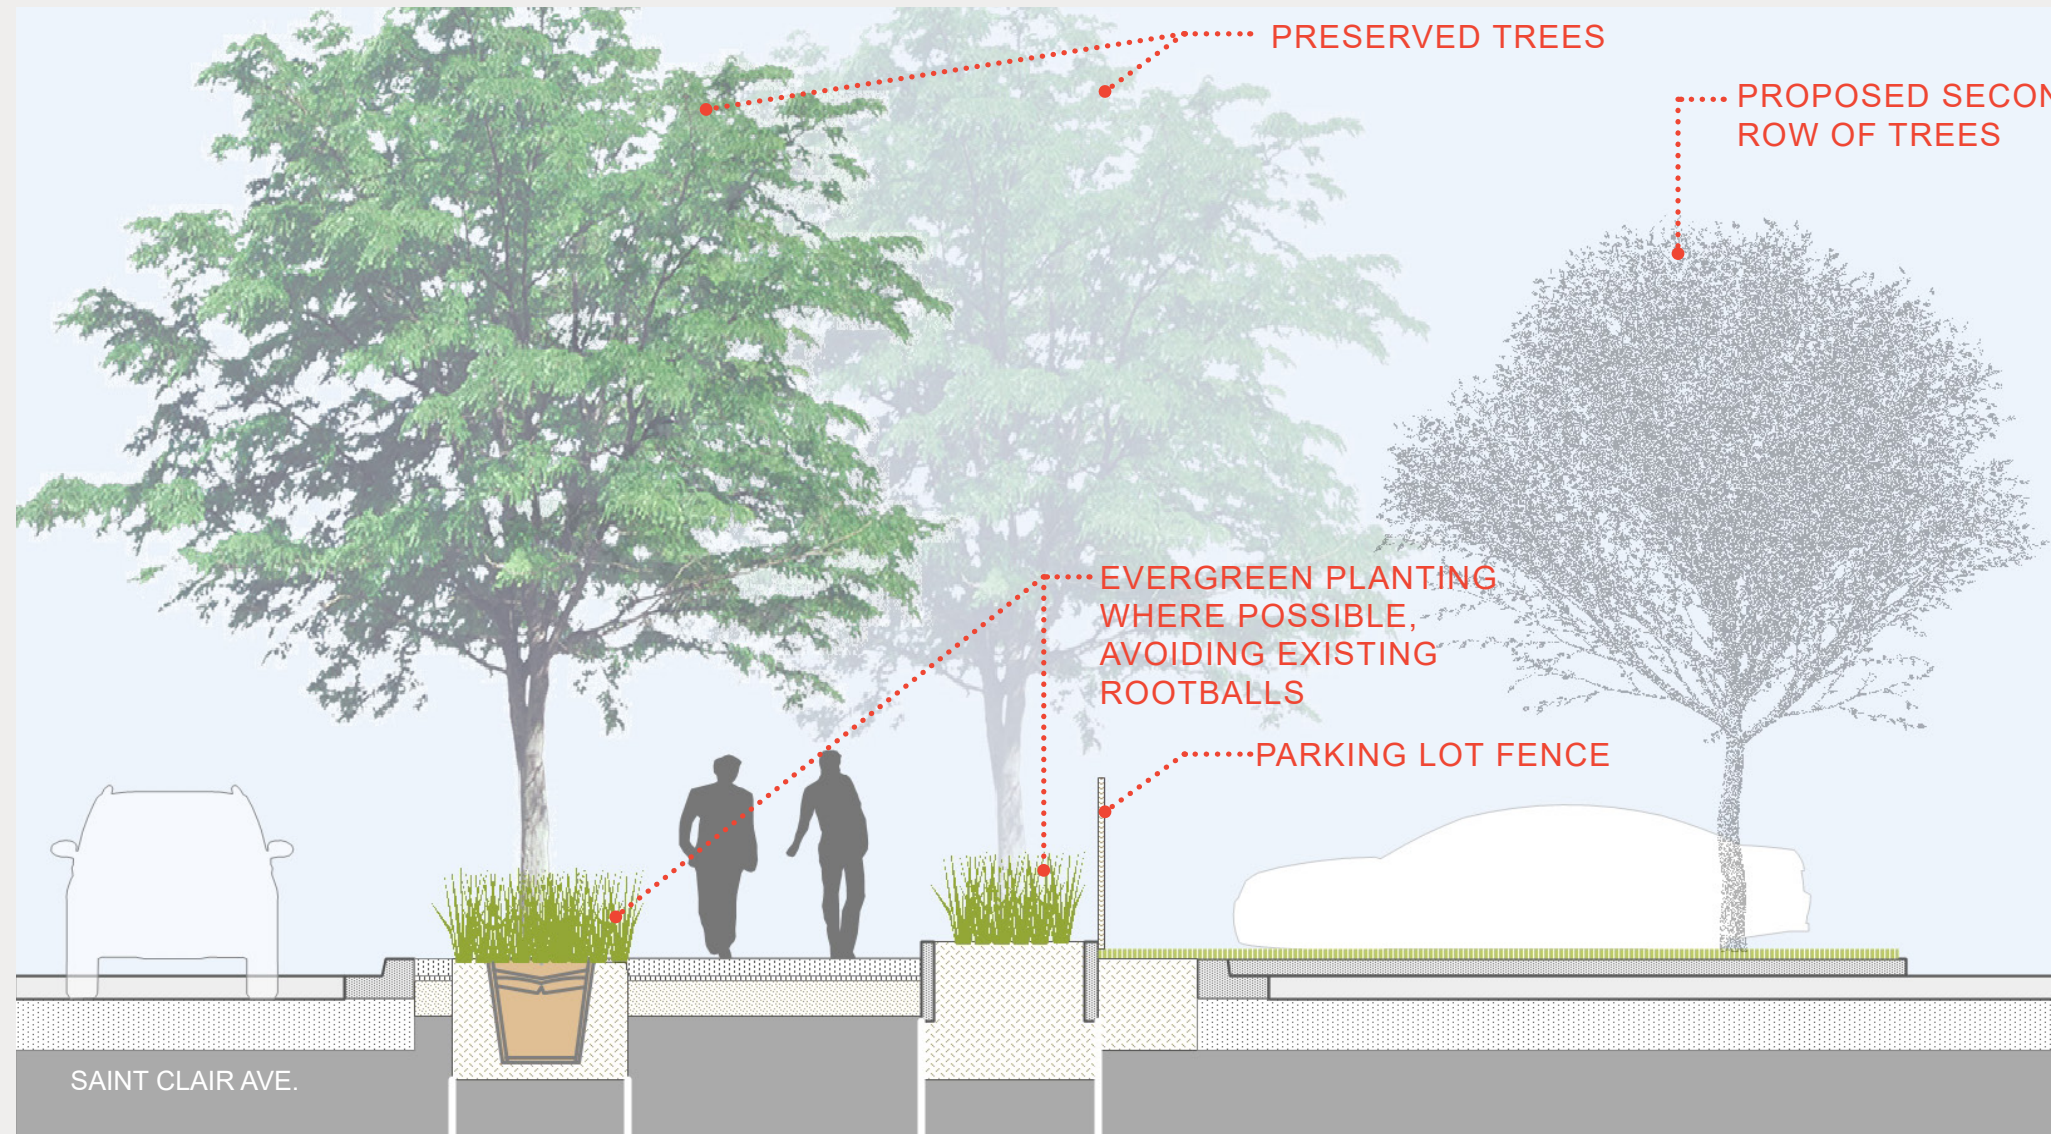 PRESERVED TREES
PROPOSED SECON
ROW OF TREES
EVERGREEN PLANTING
WHERE POSSIBLE,
AVOIDING EXISTING
ROOTBALLS
PARKING LOT FENCE
SAINT CLAIR AVE.